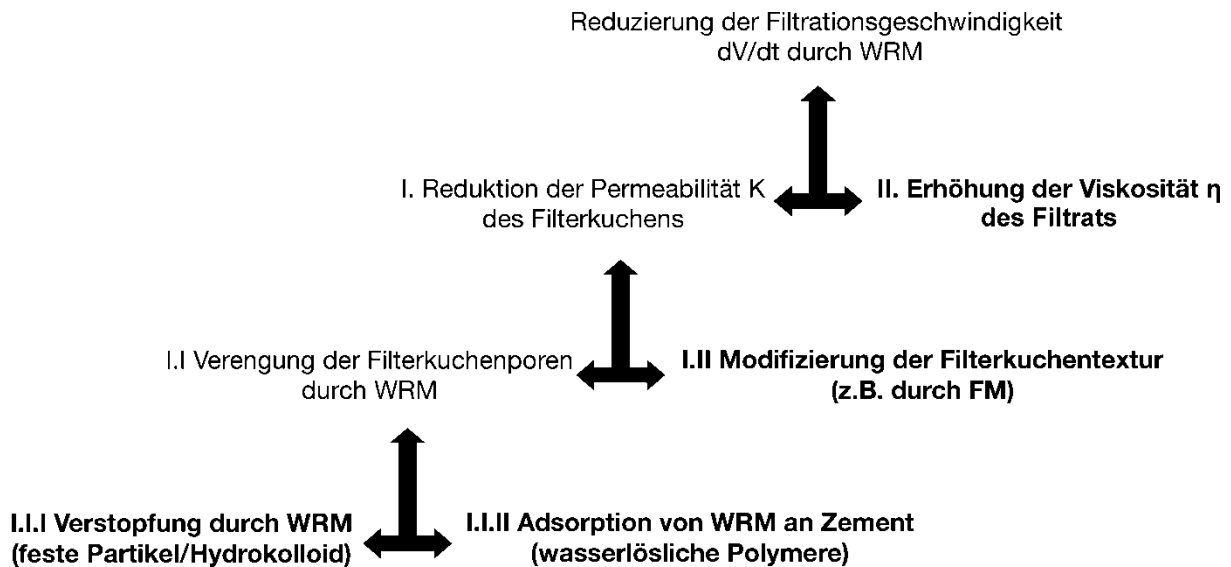 Reduzierung der Filtrationsgeschwindigkeit
dV/dt durch WRM
I. Reduktion der Permeabilität K
des Filterkuchens
II. Erhöhung der Viskosität η
des Filtrats
I.I Verengung der Filterkuchenporen
durch WRM
I.II Modifizierung der Filterkuchentextur
(z.B. durch FM)
I.I.I Verstopfung durch WRM
(feste Partikel/Hydrokolloid)
I.I.II Adsorption von WRM an Zement
(wasserlösliche Polymere)